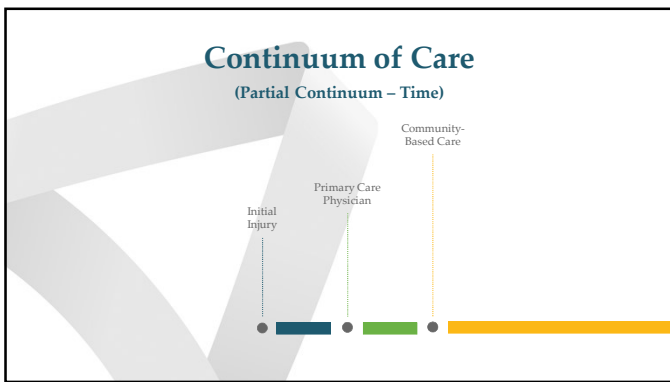 Continuum of Care
(Partial Continuum – Time)
Community-
Based Care
Primary Care
Physician
Initial
Injury